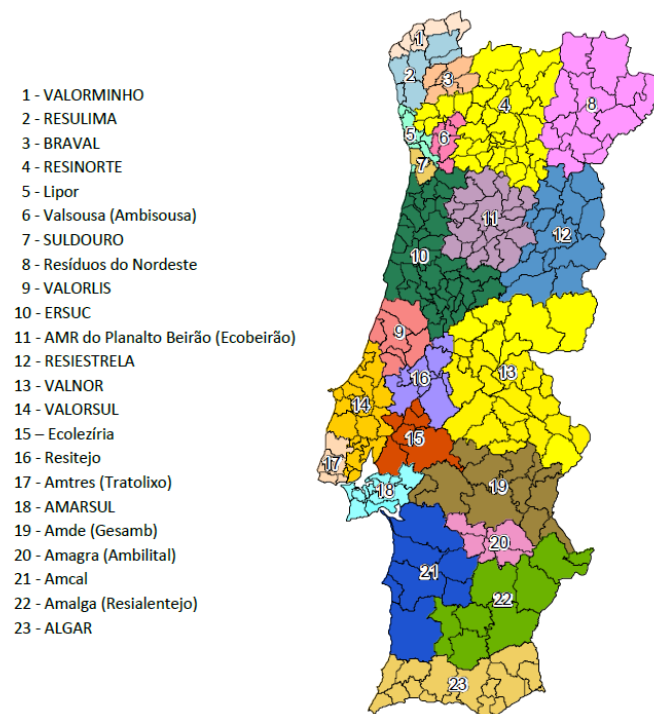 1 - VALORMINHO
2 - RESULIMA
3 - BRAVAL
4 - RESINORTE
5 - Lipor
6 - Valsousa (Ambisousa)
7 - SULDOURO
8 - Resíduos do Nordeste
9 - VALORLIS
10 - ERSUC
11 - AMR do Planalto Beirão (Ecobeirão)
12 - RESIESTRELA
13 - VALNOR
14 - VALORSUL
15 – Ecolezíria
16 - Resitejo
17 - Amtres (Tratolixo)
18 - AMARSUL
19 - Amde (Gesamb)
20 - Amagra (Ambilital)
21 - Amcal
22 - Amalga (Resialentejo)
23 - ALGAR
1
2
3
4
8
5
6
7
11
12
10
9
13
16
14
15
17
18
19
20
21
22
23